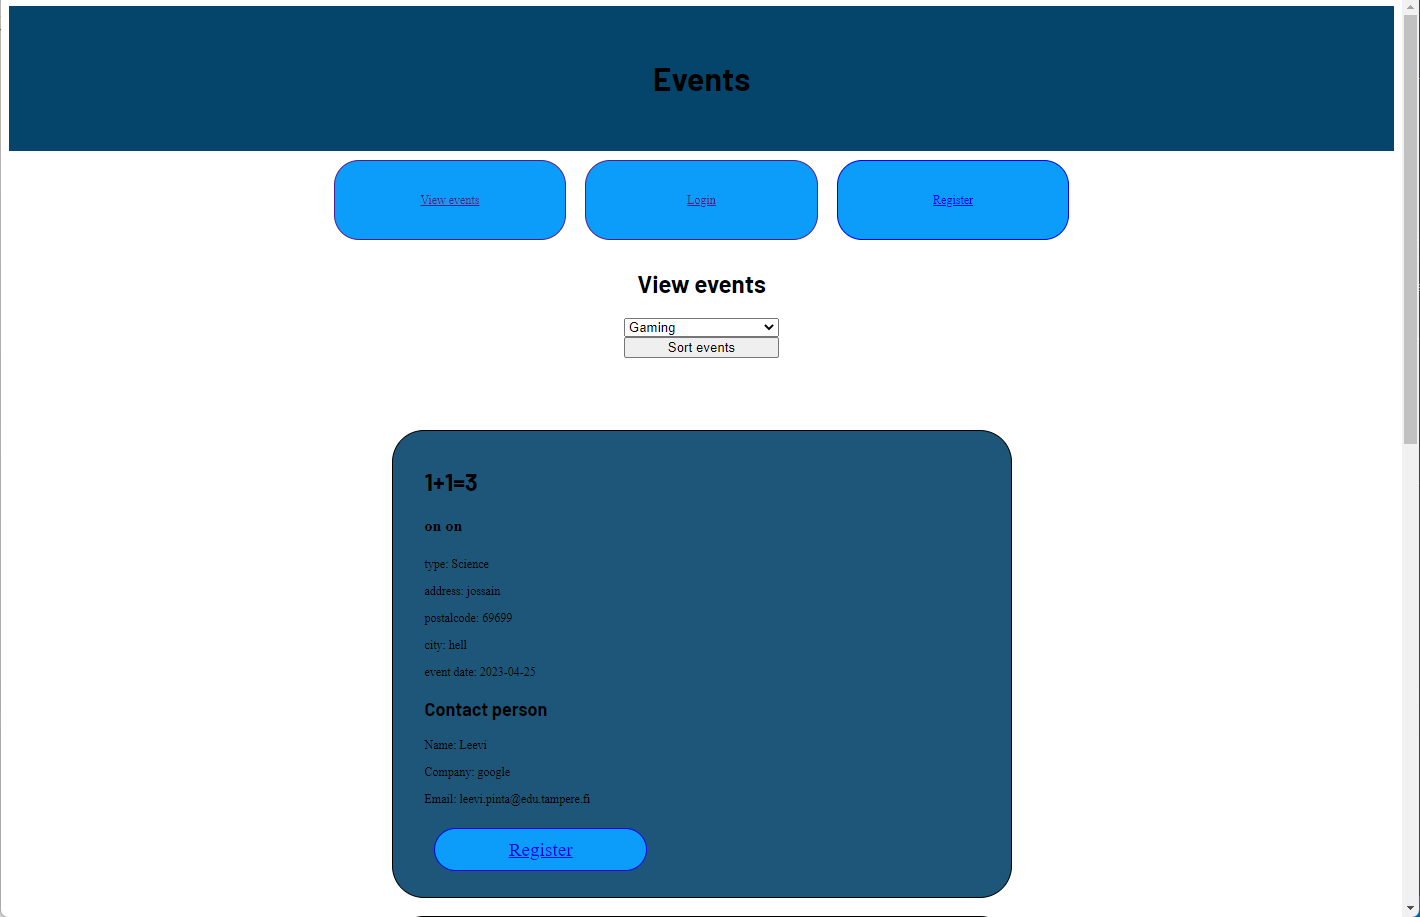 Events
View events
Login
Register
View events
Gaming
Sort events
1+1=3
on on
type: Science
address: jossain
postalcode: 69699
city: hell
event date: 2023-04-25
Contact person
Name: Leevi
Company: google
Email: leevi.pinta@edu.tampere.fi
Register